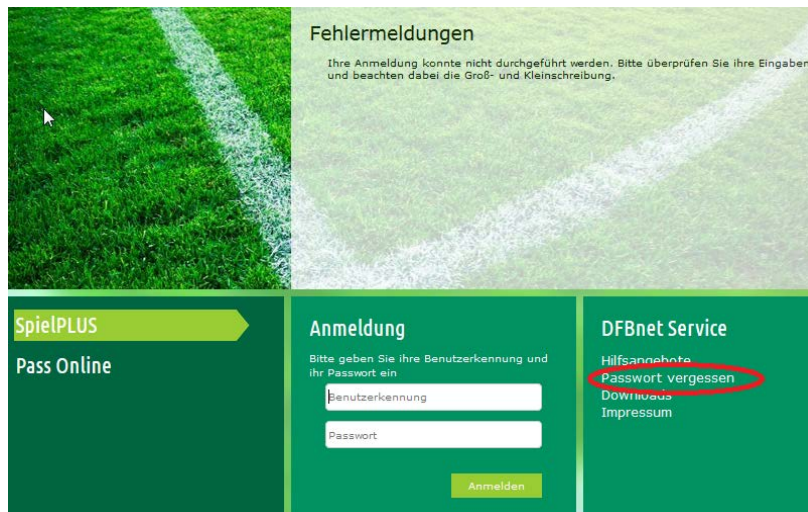 Fehlermeldungen
Ihre Anmeldung konnte nicht durchgeführt werden. Bitte überprüfen Sie ihre Eingaben
und beachten dabei die Groß- und Kleinschreibung.
SpielPLUS
Pass Online
Anmeldung
Bitte geben Sie ihre Benutzerkennung und
ihr Passwort ein
Benutzerkennung
Passwort
Anmelden
DFBnet Service
Hilfsangebote
Passwort vergessen
Downloads
Impressum